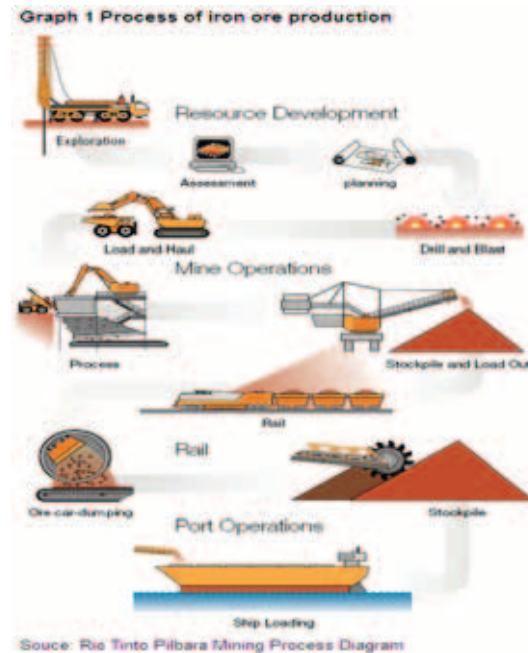 Graph 1 Process of iron ore production
Resource Development
Exploration
Assessment
planning
Load and Haul
Drill and Blast
Mine Operations
Process
Stockpile and Load Out
Rail
Rail
Ore car-dumping
Stockpile
Port Operations
Ship Loading
Souce: Rio Tinto Pilbara Mining Process Diagram